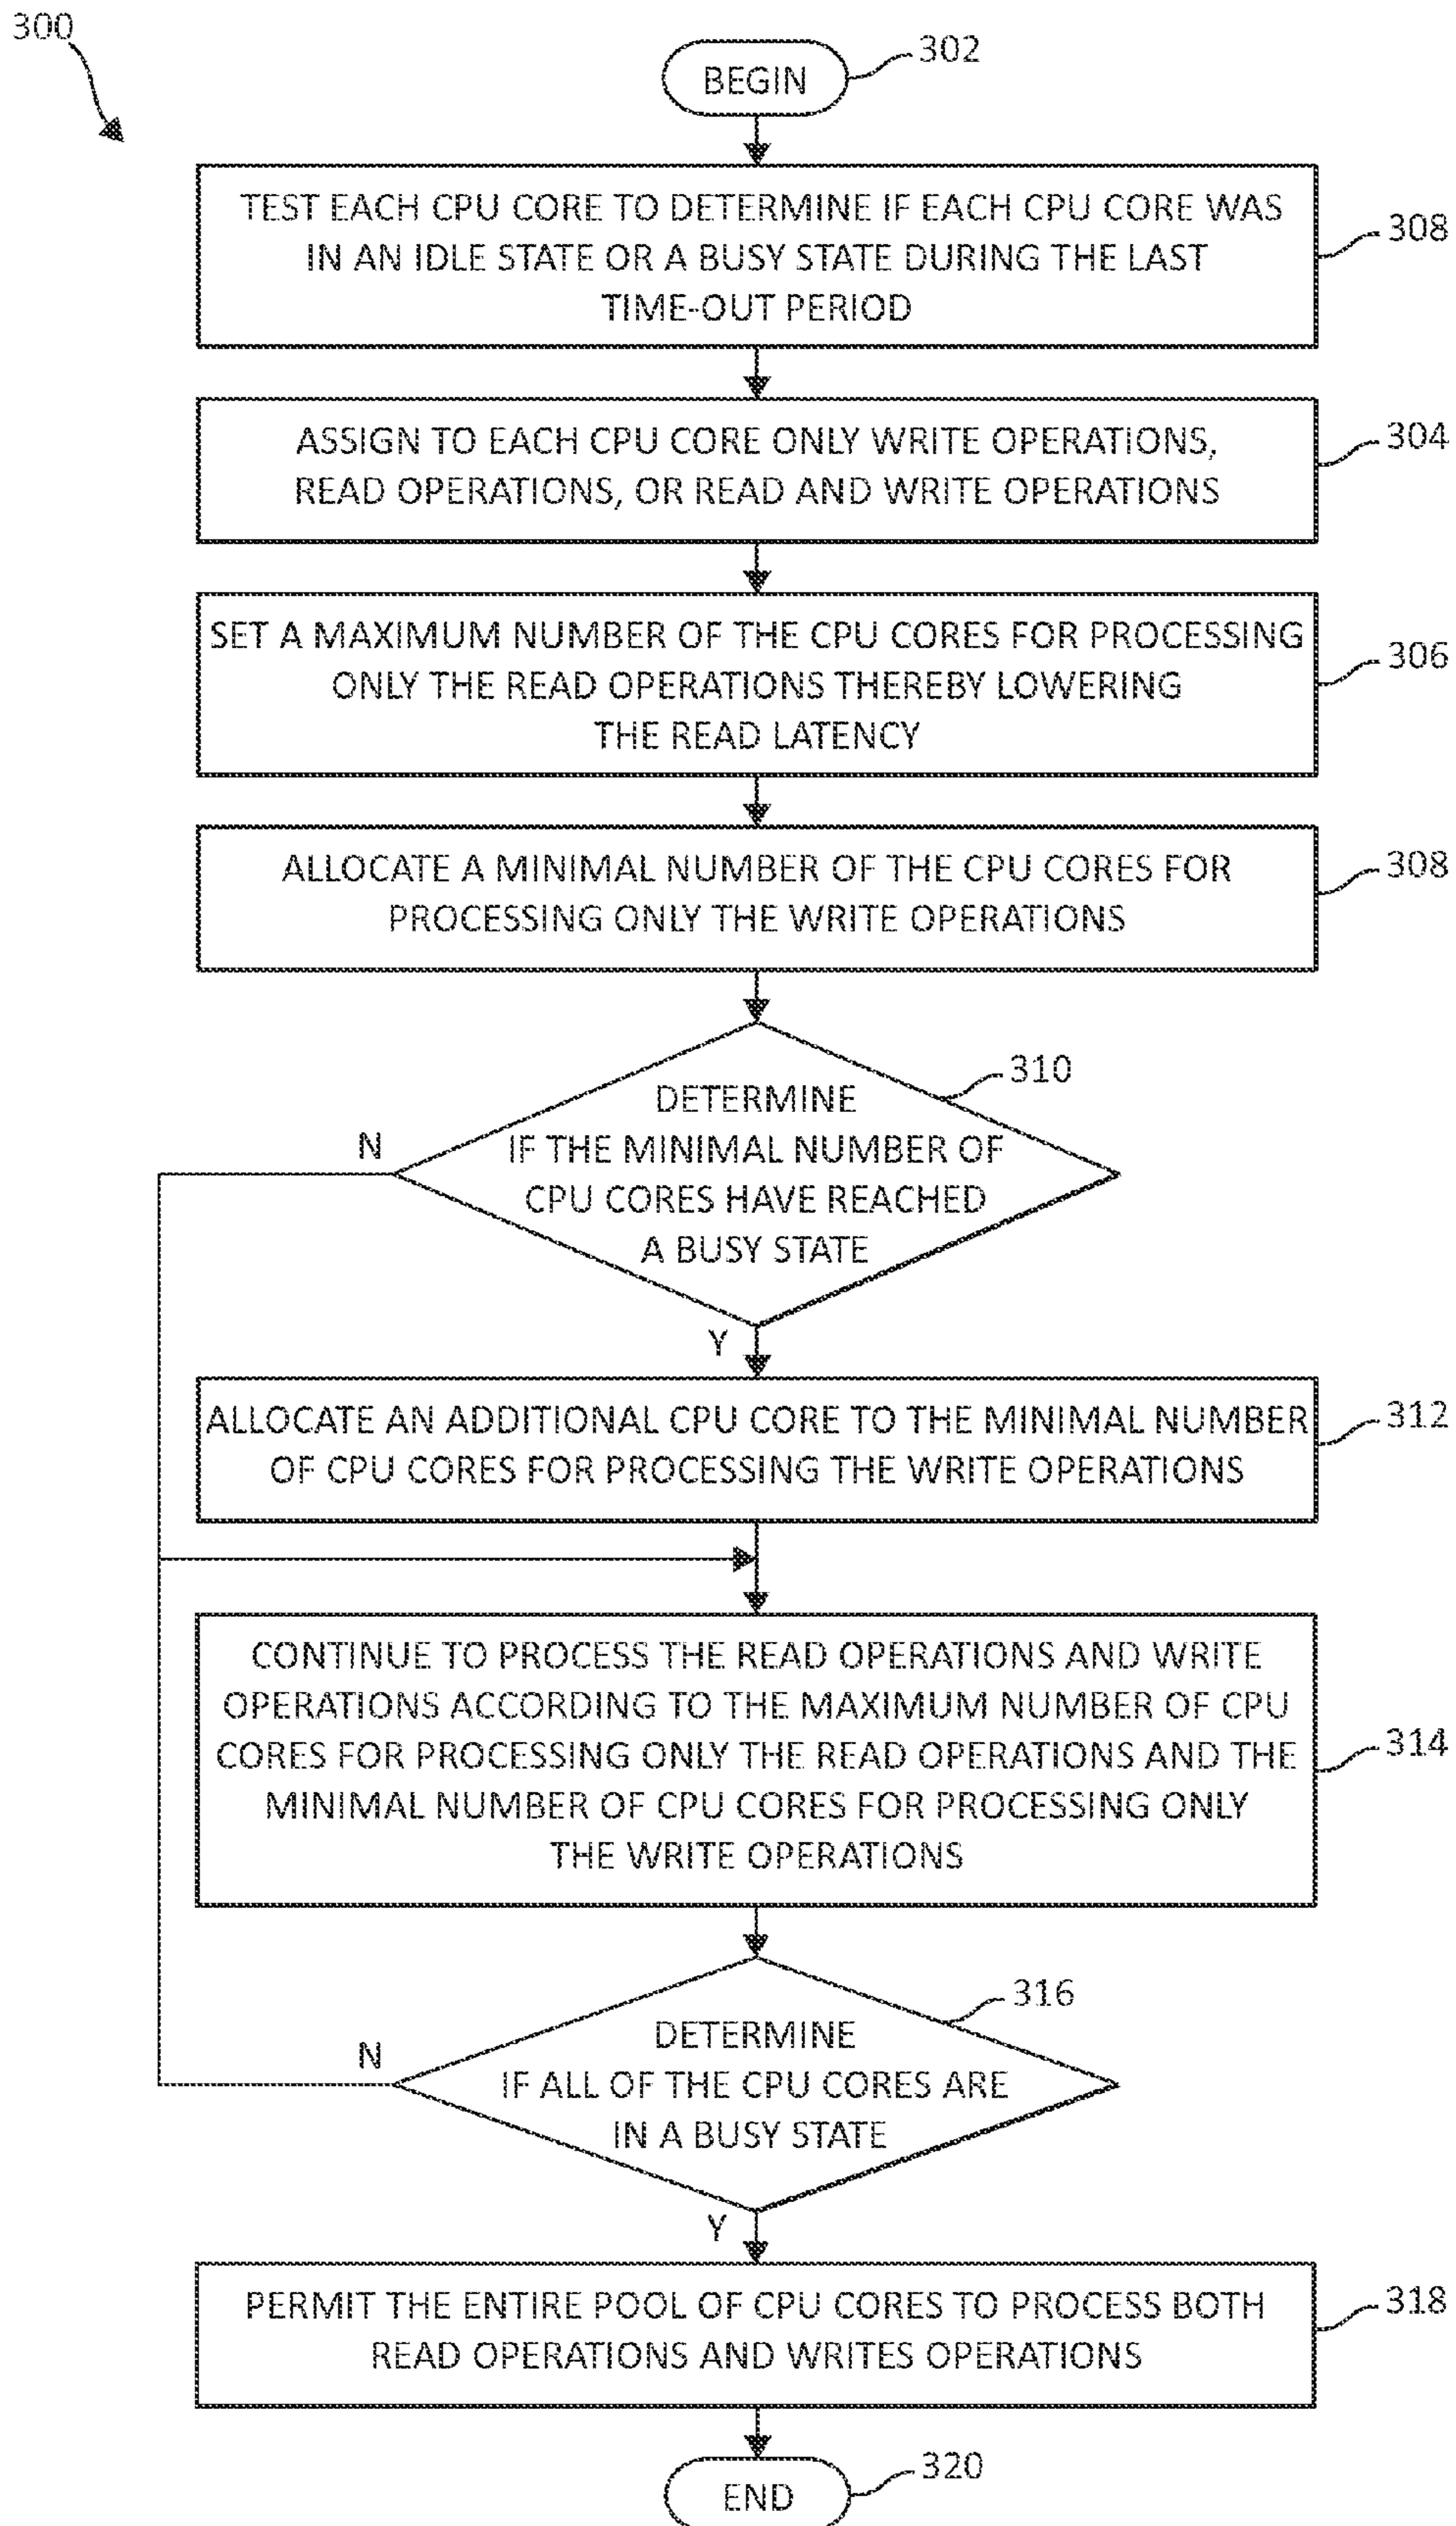 300
BEGIN
302
TEST EACH CPU CORE TO DETERMINE IF EACH CPU CORE WAS
IN AN IDLE STATE OR A BUSY STATE DURING THE LAST
TIME-OUT PERIOD
308
ASSIGN TO EACH CPU CORE ONLY WRITE OPERATIONS,
READ OPERATIONS, OR READ AND WRITE OPERATIONS
304
SET A MAXIMUM NUMBER OF THE CPU CORES FOR PROCESSING
ONLY THE READ OPERATIONS THEREBY LOWERING
THE READ LATENCY
306
ALLOCATE A MINIMAL NUMBER OF THE CPU CORES FOR
PROCESSING ONLY THE WRITE OPERATIONS
308
310
DETERMINE
IF THE MINIMAL NUMBER OF
CPU CORES HAVE REACHED
A BUSY STATE
N
Y
ALLOCATE AN ADDITIONAL CPU CORE TO THE MINIMAL NUMBER
OF CPU CORES FOR PROCESSING THE WRITE OPERATIONS
312
CONTINUE TO PROCESS THE READ OPERATIONS AND WRITE
OPERATIONS ACCORDING TO THE MAXIMUM NUMBER OF CPU
CORES FOR PROCESSING ONLY THE READ OPERATIONS AND THE
MINIMAL NUMBER OF CPU CORES FOR PROCESSING ONLY
THE WRITE OPERATIONS
314
316
DETERMINE
IF ALL OF THE CPU CORES ARE
IN A BUSY STATE
N
Y
PERMIT THE ENTIRE POOL OF CPU CORES TO PROCESS BOTH
READ OPERATIONS AND WRITES OPERATIONS
318
END
320